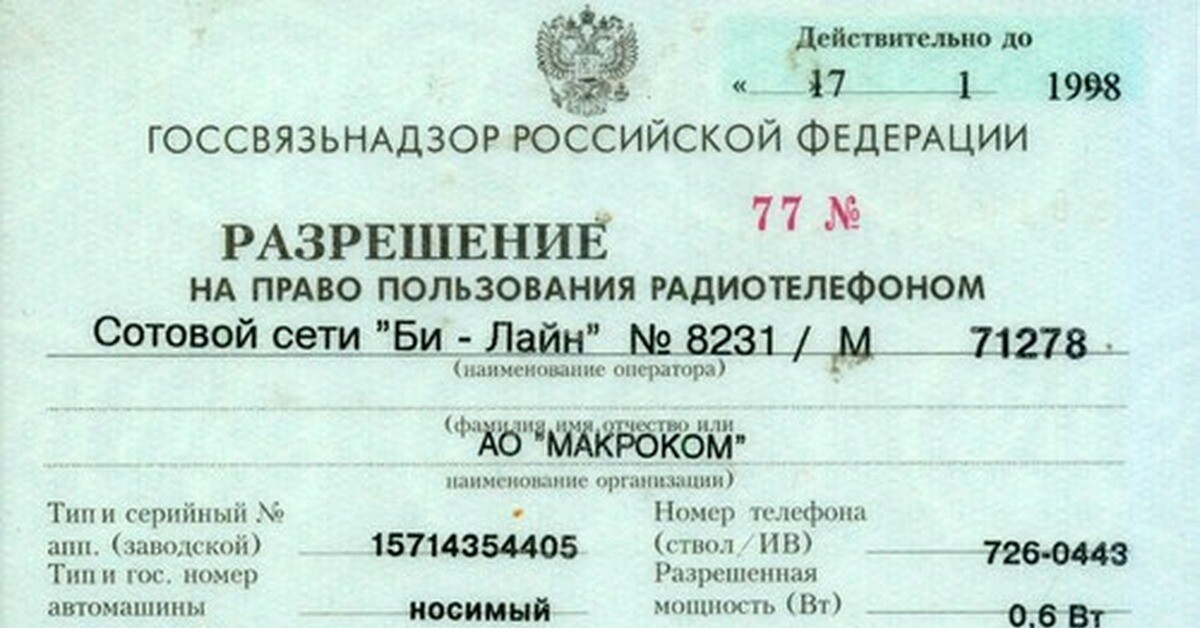 Действительно до
« 17 1 1998
ГОССВЯЗЬНАДЗОР РОССИЙСКОЙ ФЕДЕРАЦИИ
77 №
РАЗРЕШЕНИЕ
НА ПРАВО ПОЛЬЗОВАНИЯ РАДИОТЕЛЕФОНОМ
Сотовой сети "Би - Лайн" № 8231 / М 71278
(наименование оператора)
(фамилия имя отчество или
АО "МАКРОКОМ"
наименование организации)
Тип и серийный № Номер телефона
апп. (заводской) 15714354405 (ствол/ИВ) 726-0443
Тип и гос. номер Разрешенная
автомашины носимый мощность (Вт) 0,6 Вт